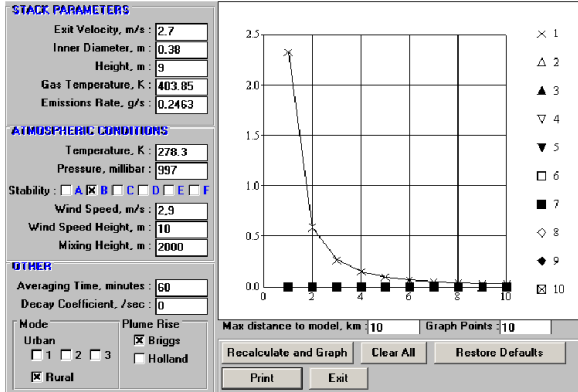 STACK PARAMETERS
Exit Velocity, m/s : 2.7
Inner Diameter, m : 0.38
Height, m : 9
Gas Temperature, K : 403.85
Emissions Rate, g/s : 0.2463
ATMOSPHERIC CONDITIONS
Temperature, K : 278.3
Pressure, millibar : 997
Stability : A B C D E F
Wind Speed, m/s : 2.9
Wind Speed Height, m : 10
Mixing Height, m : 2000
OTHER
Averaging Time, minutes : 60
Decay Coefficient, /sec : 0
Mode
Urban
1 2 3
Rural
Plume Rise
Briggs
Holland
2.5
2.0
1.5
1.0
0.5
0.0
0 2 4 6 8 10
1
2
3
4
5
6
7
8
9
10
Max distance to model, km : 10 Graph Points : 10
Recalculate and Graph Clear All Restore Defaults
Print Exit